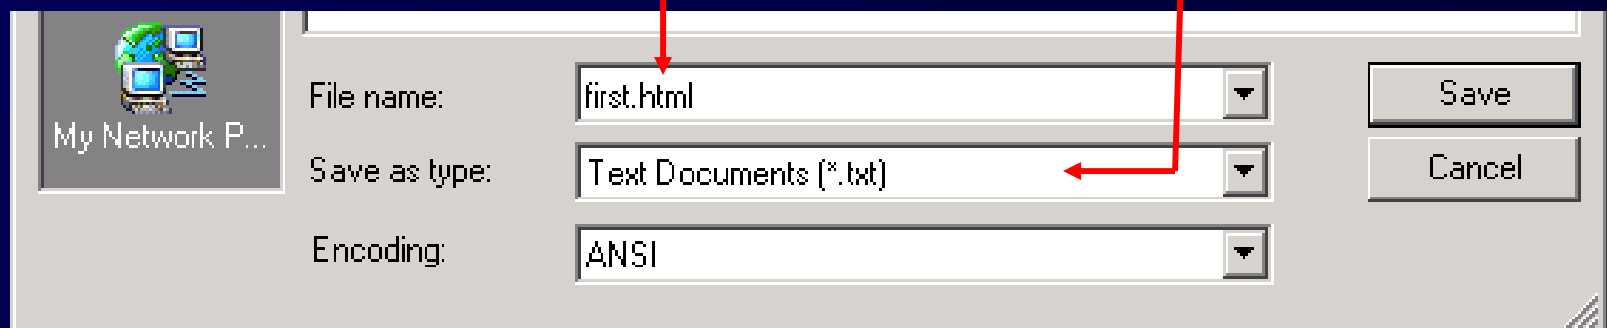 File name:
first.html
Save
My Network P...
Save as type:
Text Documents (*.txt)
Cancel
Encoding:
ANSI